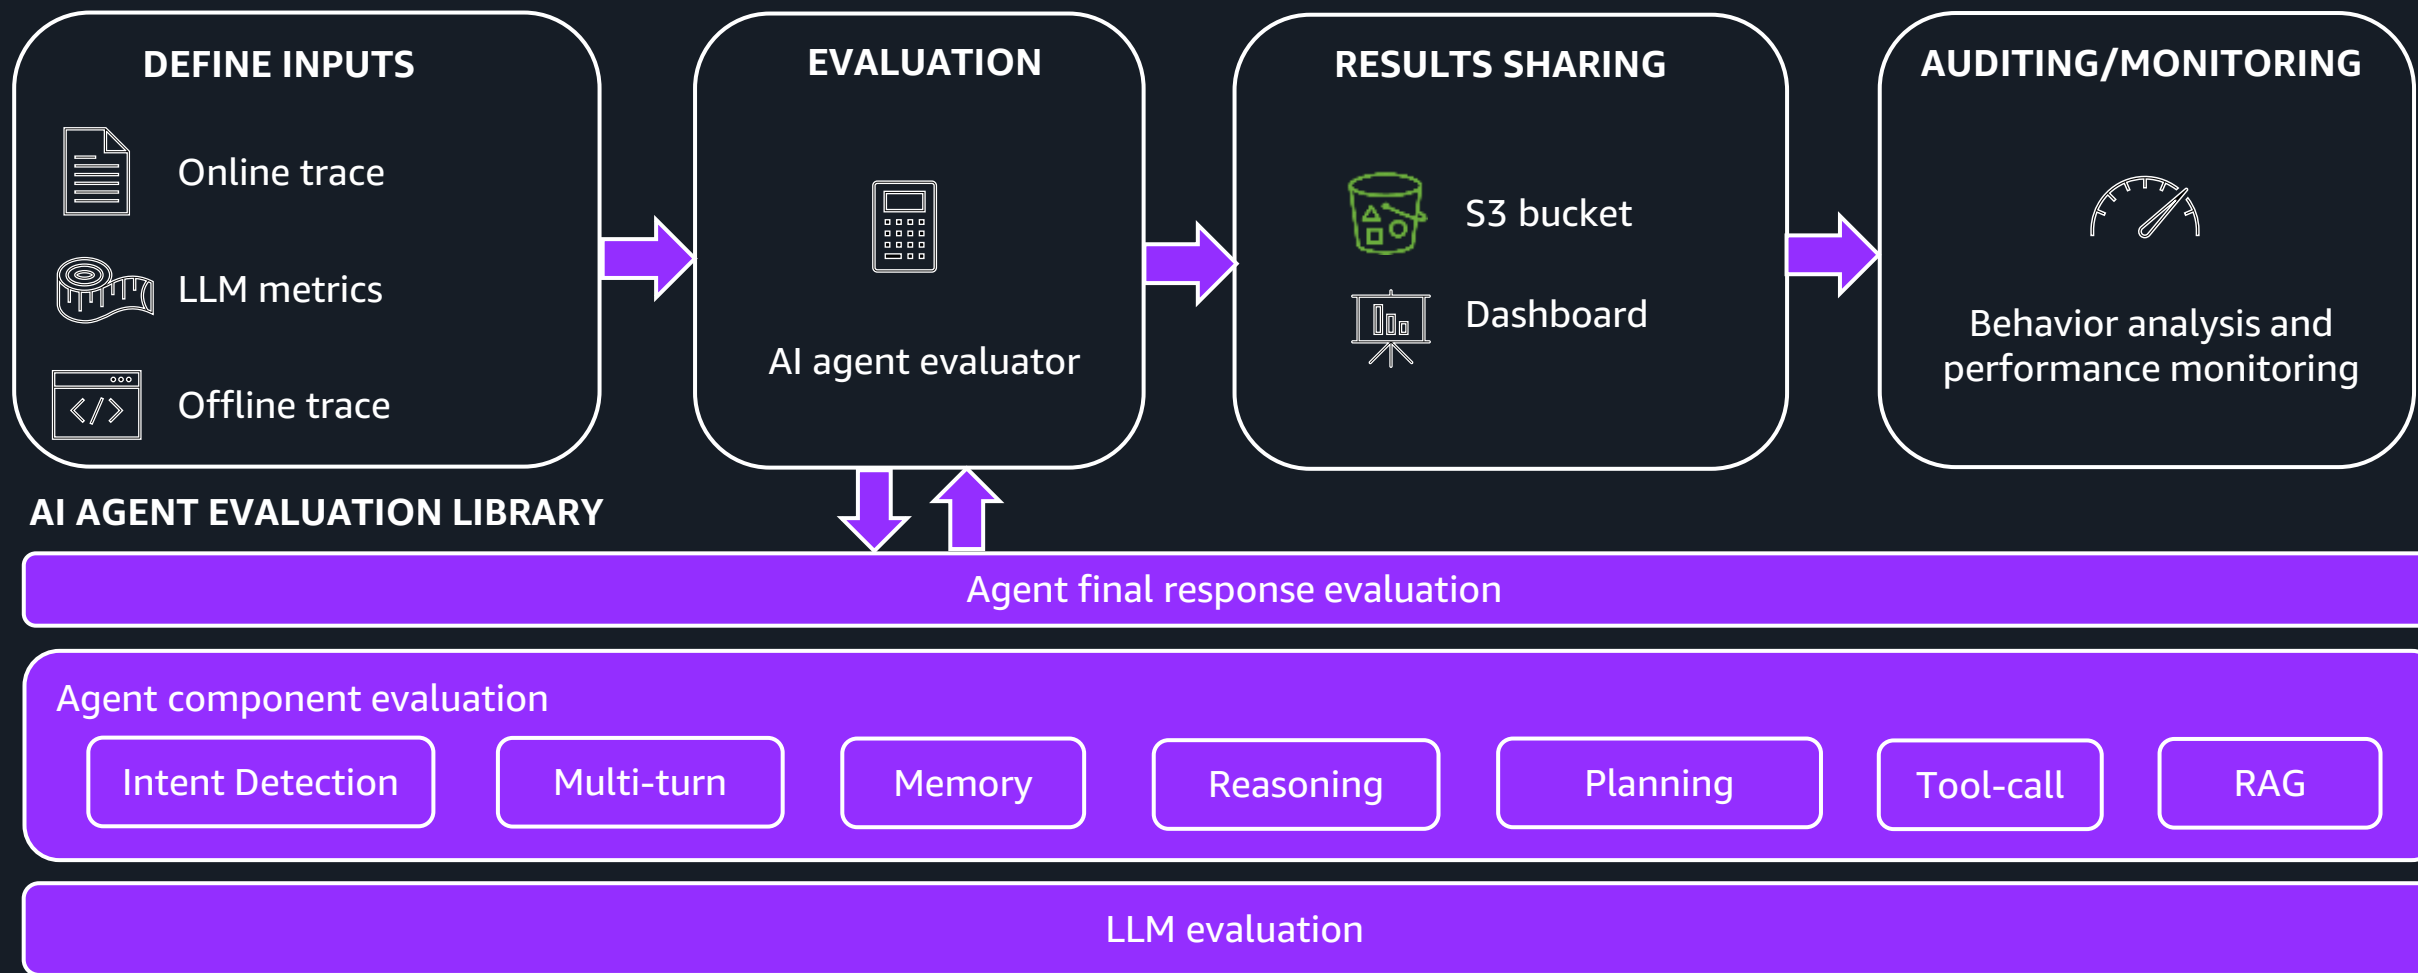 DEFINE INPUTS
Online trace
LLM metrics
Offline trace
EVALUATION
AI agent evaluator
RESULTS SHARING
S3 bucket
Dashboard
AUDITING/MONITORING
Behavior analysis and
performance monitoring
AI AGENT EVALUATION LIBRARY
Agent final response evaluation
Agent component evaluation
Intent Detection
Multi-turn
Memory
Reasoning
Planning
Tool-call
RAG
LLM evaluation